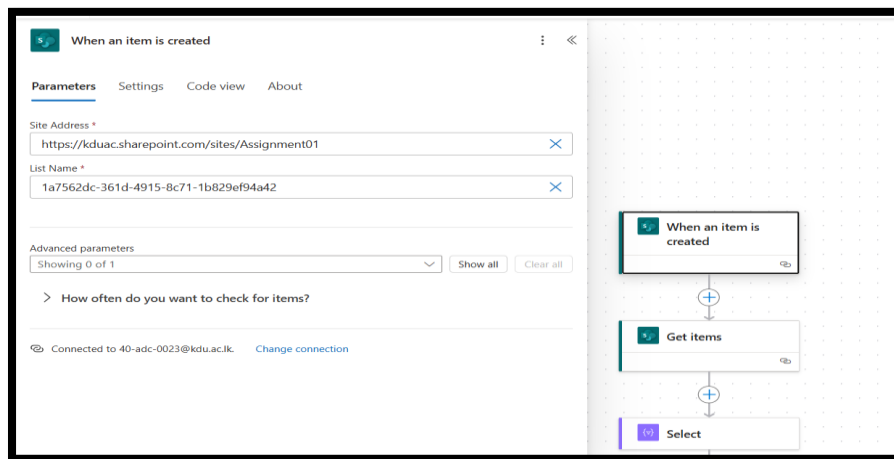 When an item is created
Parameters Settings Code view About
Site Address *
https://kduac.sharepoint.com/sites/Assignment01
List Name *
1a7562dc-361d-4915-8c71-1b829ef94a42
Advanced parameters
Showing 0 of 1 Show all Clear all
How often do you want to check for items?
Connected to 40-adc-0023@kdu.ac.lk. Change connection
When an item is
created
Get items
Select